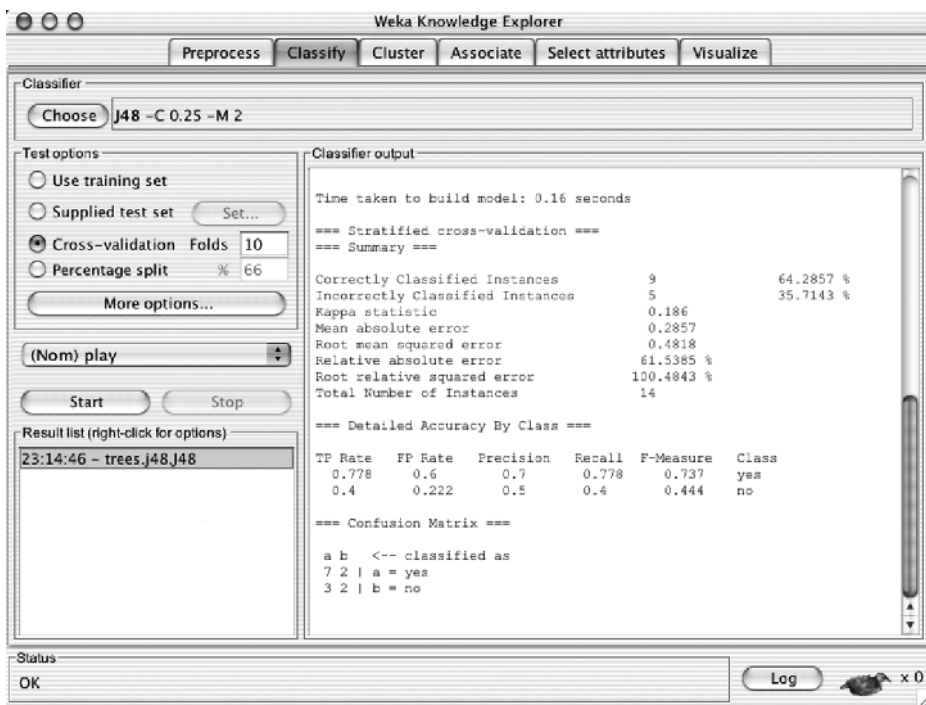 Weka Knowledge Explorer
Preprocess Classify Cluster Associate Select attributes Visualize
Classifier
Choose J48 -C 0.25 -M 2
Test options
Use training set
Supplied test set Set...
Cross-validation Folds 10
Percentage split % 66
More options...
(Nom) play
Start Stop
Result list (right-click for options)
23:14:46 - trees.j48.J48
Classifier output
Time taken to build model: 0.16 seconds
=== Stratified cross-validation ===
=== Summary ===
Correctly Classified Instances 9 64.2857 %
Incorrectly Classified Instances 5 35.7143 %
Kappa statistic 0.186
Mean absolute error 0.2857
Root mean squared error 0.4818
Relative absolute error 61.5385 %
Root relative squared error 100.4843 %
Total Number of Instances 14
=== Detailed Accuracy By Class ===
TP Rate FP Rate Precision Recall F-Measure Class
0.778 0.6 0.7 0.778 0.737 yes
0.4 0.222 0.5 0.4 0.444 no
=== Confusion Matrix ===
a b <-- classified as
7 2 | a = yes
3 2 | b = no
Status
OK
Log
x 0